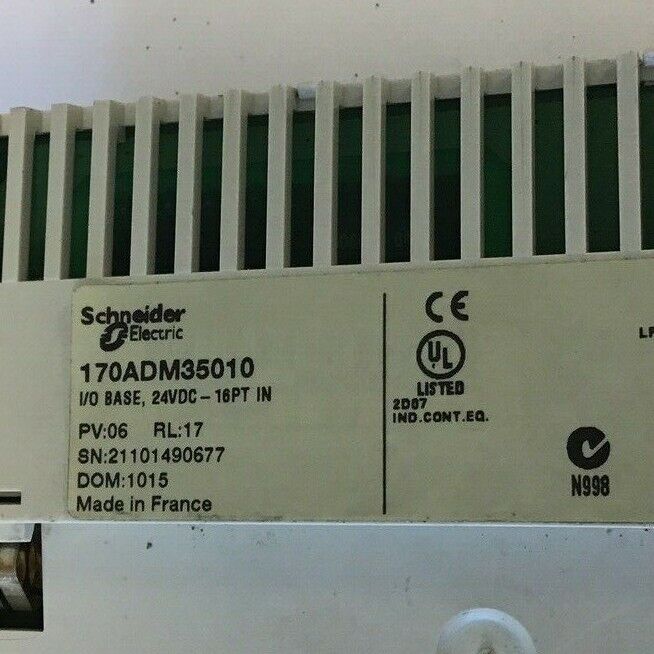 Schneider
Electric
170ADM35010
I/O BASE, 24VDC-16PT IN
PV:06 RL:17
SN:21101490677
DOM:1015
Made in France
CE
UL
LISTED
2D87
IND.CONT.EQ.
N998